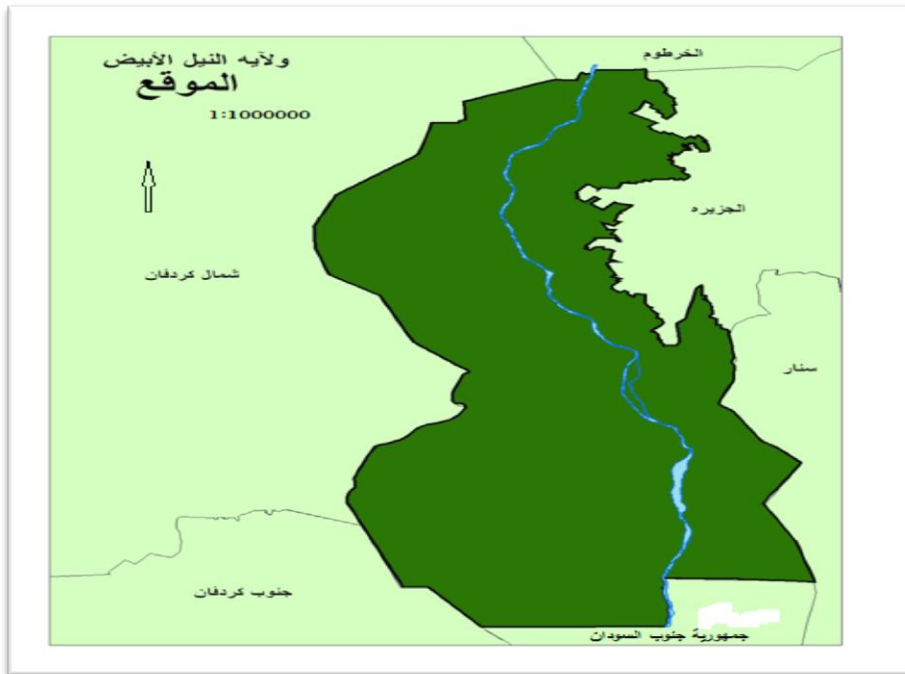 ولآيه النيل الأبيض
الموقع
1:1000000
الخرطوم
الجزيره
شمال كردفان
سنار
جنوب كردفان
جمهورية جنوب السودان